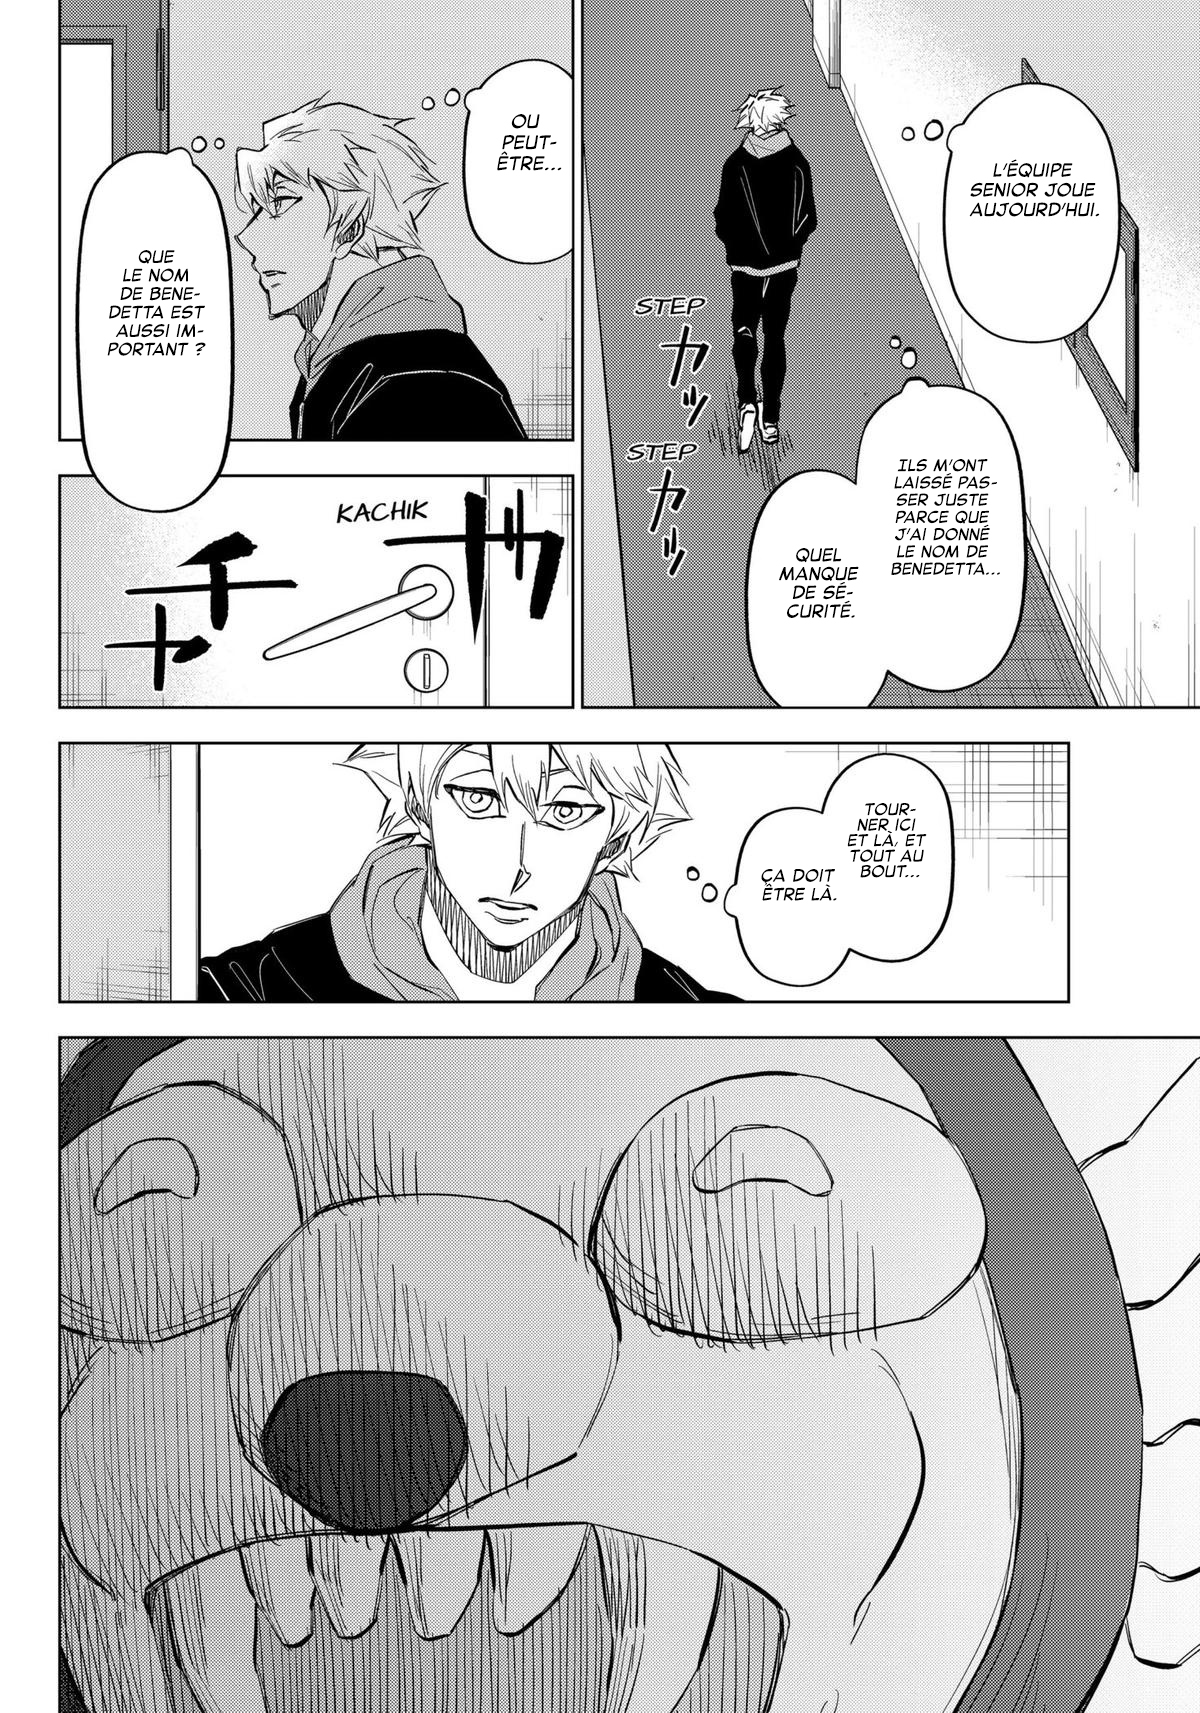 L'ÉQUIPE
SENIOR JOUE
AUJOURD'HUI.
ILS M'ONT
LAISSÉ PAS-
SER JUSTE
PARCE QUE
J'AI DONNÉ
LE NOM DE
BENEDETTA...
QUEL
MANQUE
DE SÉ-
CURITÉ.
STEP
カッ
STEP
カッ
OU
PEUT-
ÊTRE...
QUE
LE NOM
DE BENE-
DETTA EST
AUSSI IM-
PORTANT ?
KACHIK
ガ
チャ
TOUR-
NER ICI
ET LÀ, ET
TOUT AU
BOUT...
ÇA DOIT
ÊTRE LÀ.